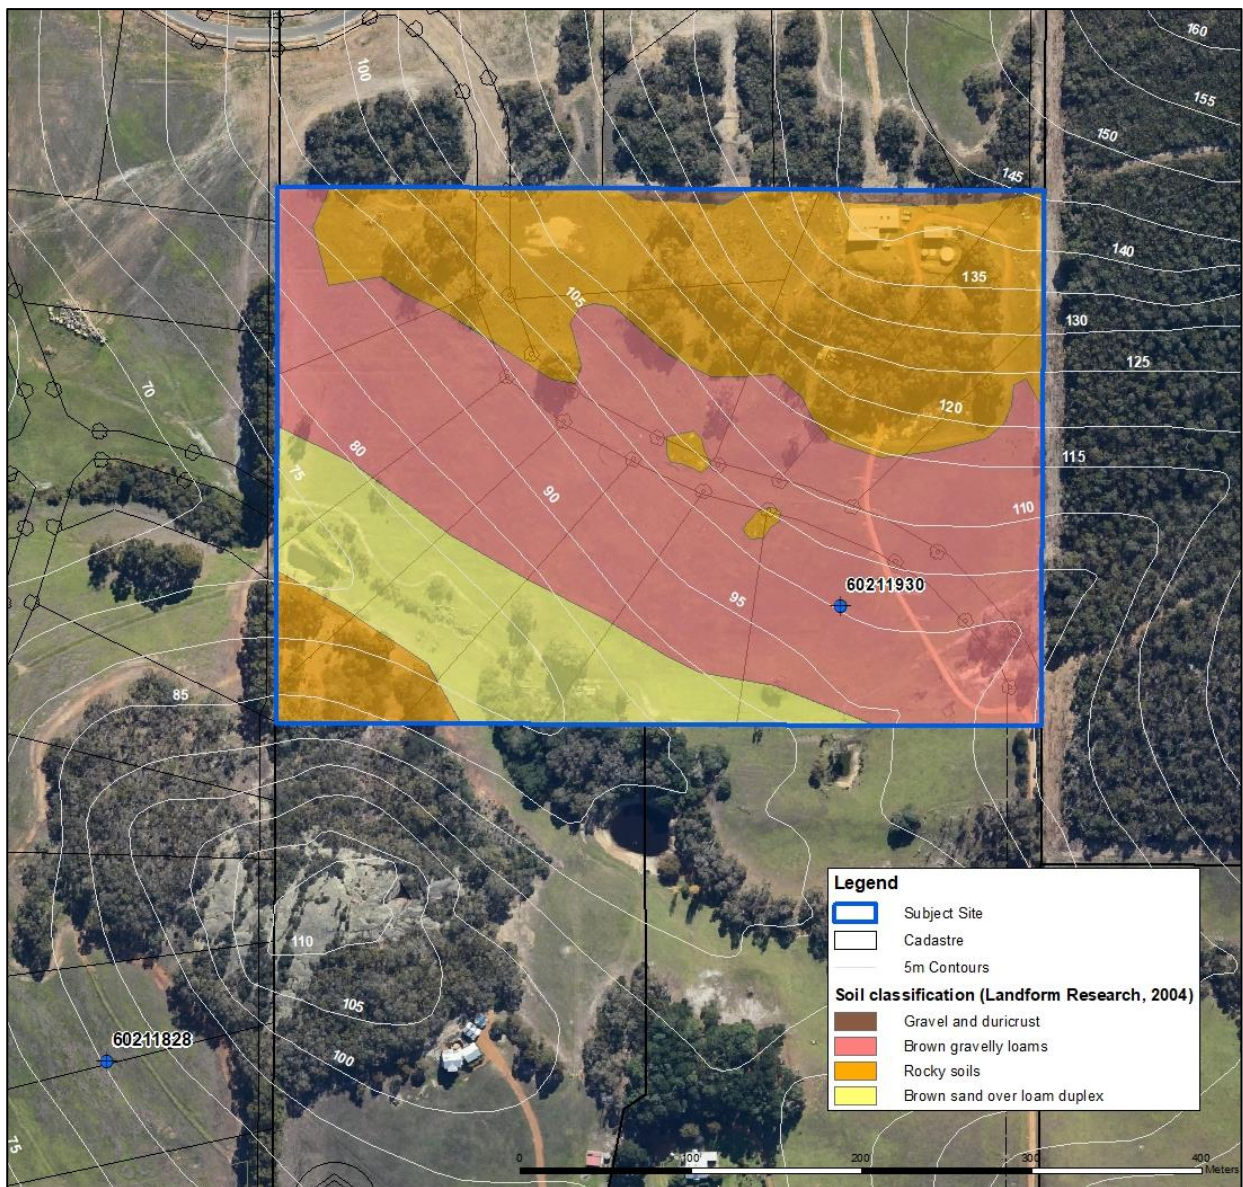 160
100
155
150
145
140
135
105
130
125
70
120
80
115
75
90
110
60211930
95
85
Legend
Subject Site
Cadastre
5m Contours
Soil classification (Landform Research, 2004)
Gravel and duricrust
Brown gravelly loams
Rocky soils
Brown sand over loam duplex
110
105
60211828
100
75
0 100 200 300 400
Meters